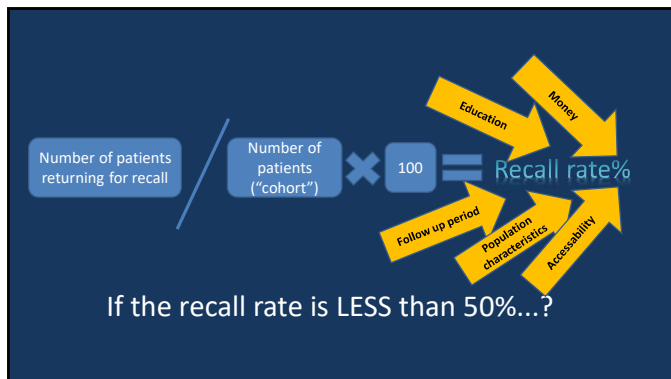 Education
Money
Number of patients
returning for recall
/
Number of
patients
("cohort")
×
100
=
Recall rate%
Follow up period
Population
characteristics
Accessability
If the recall rate is LESS than 50%...?